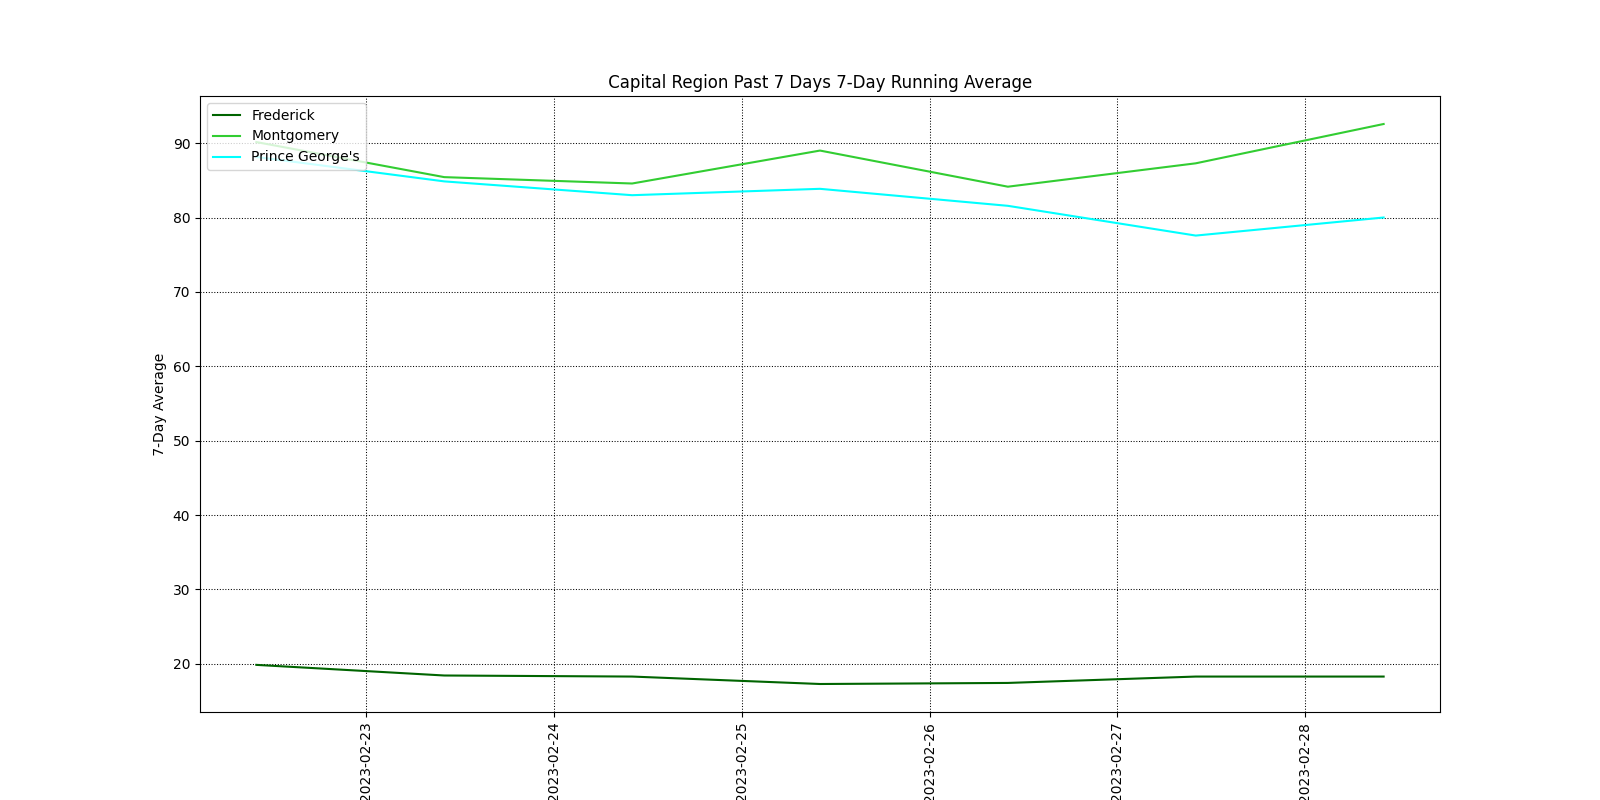 Capital Region Past 7 Days 7-Day Running Average
Frederick
Montgomery
Prince George's
90
80
70
60
50
40
30
20
7-Day Average
2023-02-23
2023-02-24
2023-02-25
2023-02-26
2023-02-27
2023-02-28